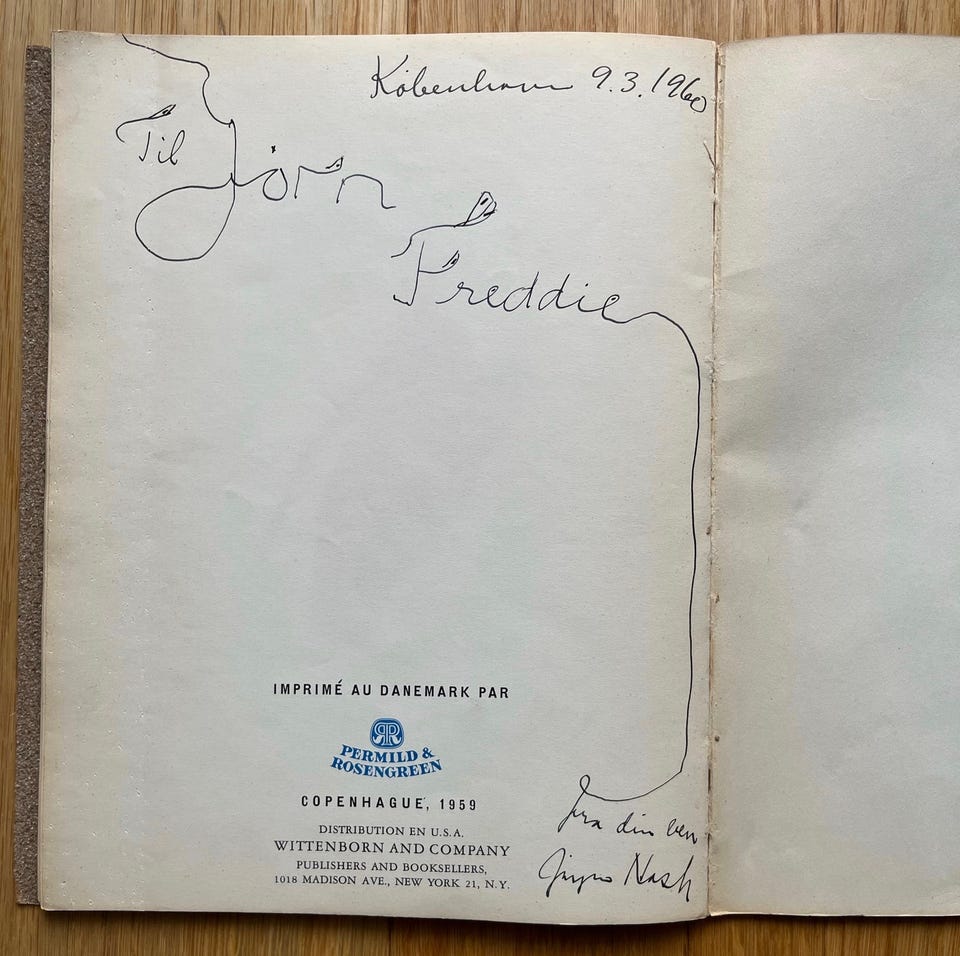 København 9.3.1960
Til
Jörn
Freddie
IMPRIMÉ AU DANEMARK PAR
PERMILD &
ROSENGREEN
COPENHAGUE, 1959
DISTRIBUTION EN U.S.A.
WITTENBORN AND COMPANY
PUBLISHERS AND BOOKSELLERS,
1018 MADISON AVE., NEW YORK 21, N.Y.
fra din ven
Jørgen Nash